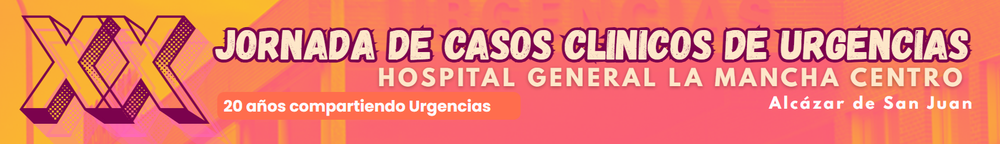 URGENCIAS
XX
JORNADA DE CASOS CLINICOS DE URGENCIAS
HOSPITAL GENERAL LA MANCHA CENTRO
Alcázar de San Juan
20 años compartiendo Urgencias